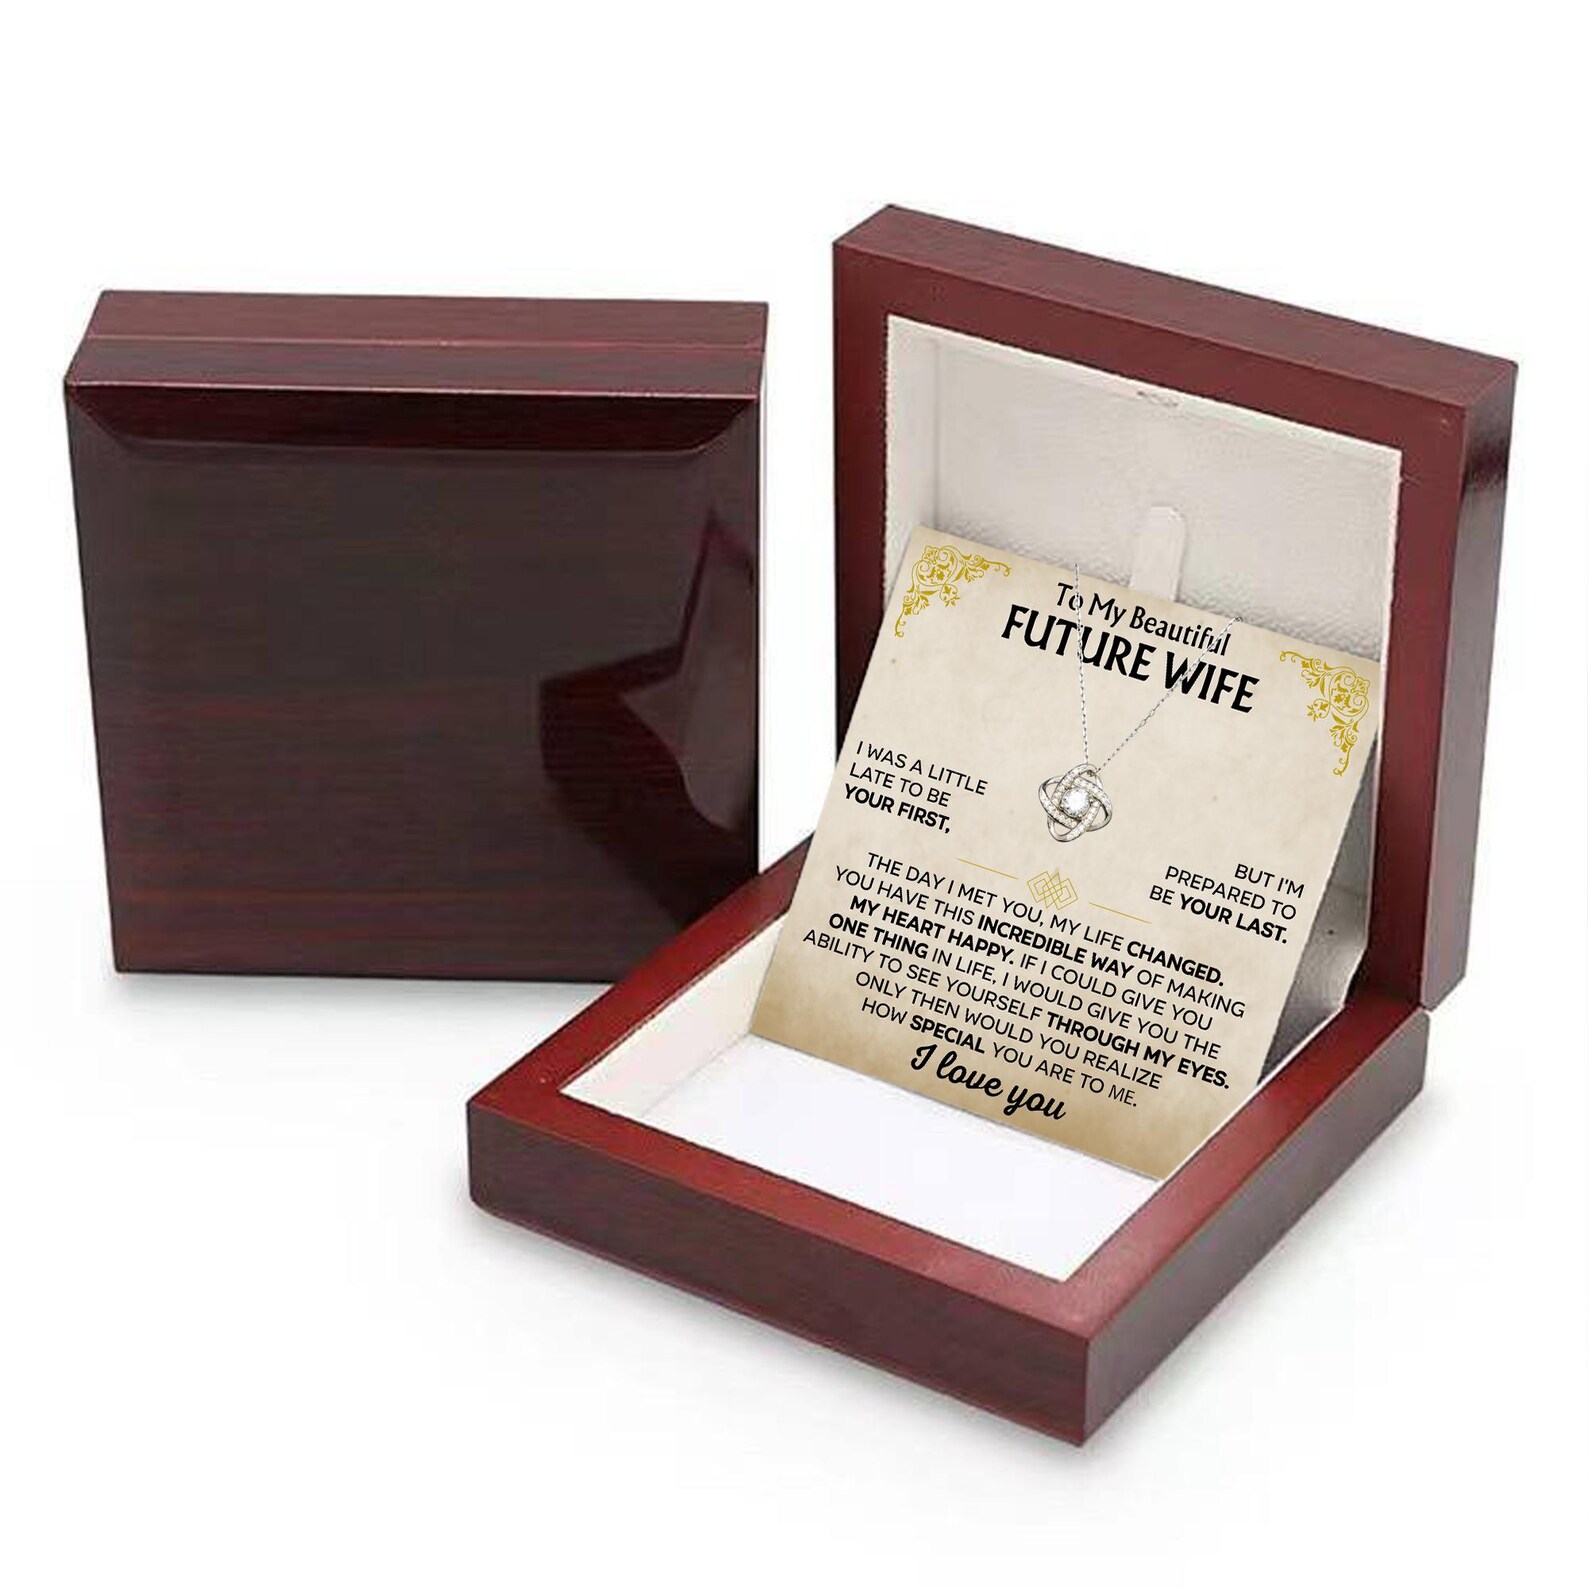 To My Beautiful
FUTURE WIFE
I WAS A LITTLE
LATE TO BE
YOUR FIRST,
BUT I'M
PREPARED TO
BE YOUR LAST.
THE DAY I MET YOU, MY LIFE CHANGED.
YOU HAVE THIS INCREDIBLE WAY OF MAKING
MY HEART HAPPY. IF I COULD GIVE YOU
ONE THING IN LIFE, I WOULD GIVE YOU THE
ABILITY TO SEE YOURSELF THROUGH MY EYES.
ONLY THEN WOULD YOU REALIZE
HOW SPECIAL YOU ARE TO ME.
I love you